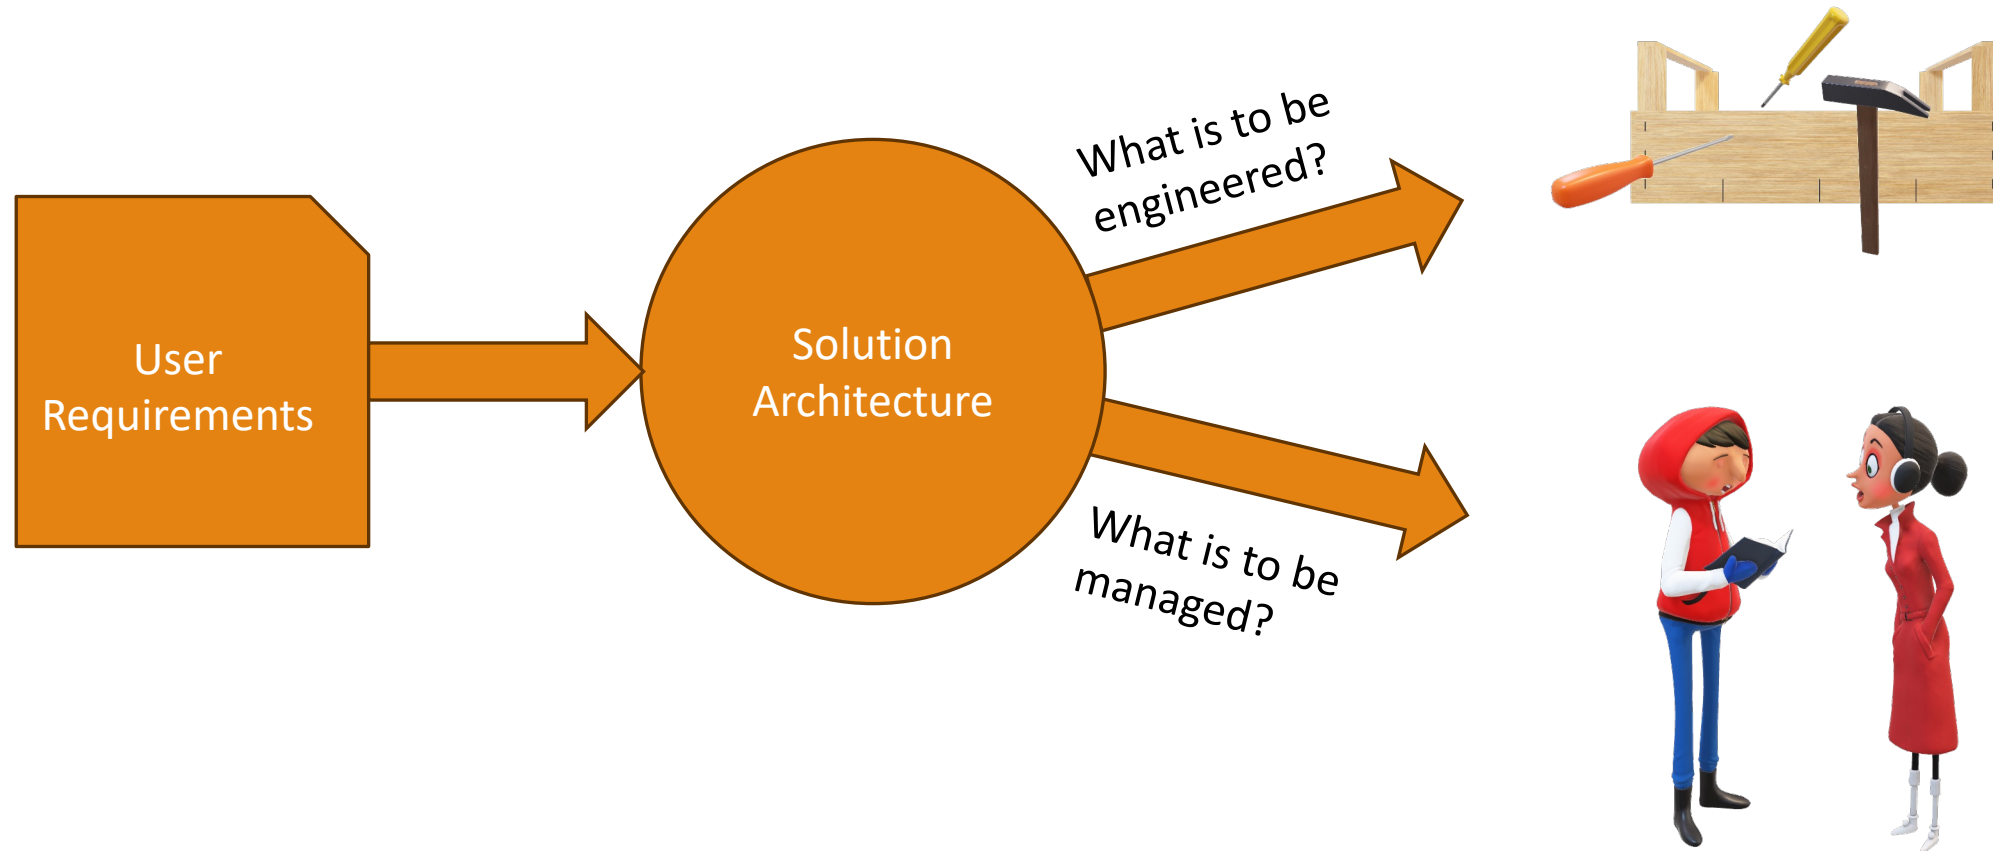 User
Requirements
Solution
Architecture
What is to be
engineered?
What is to be
managed?